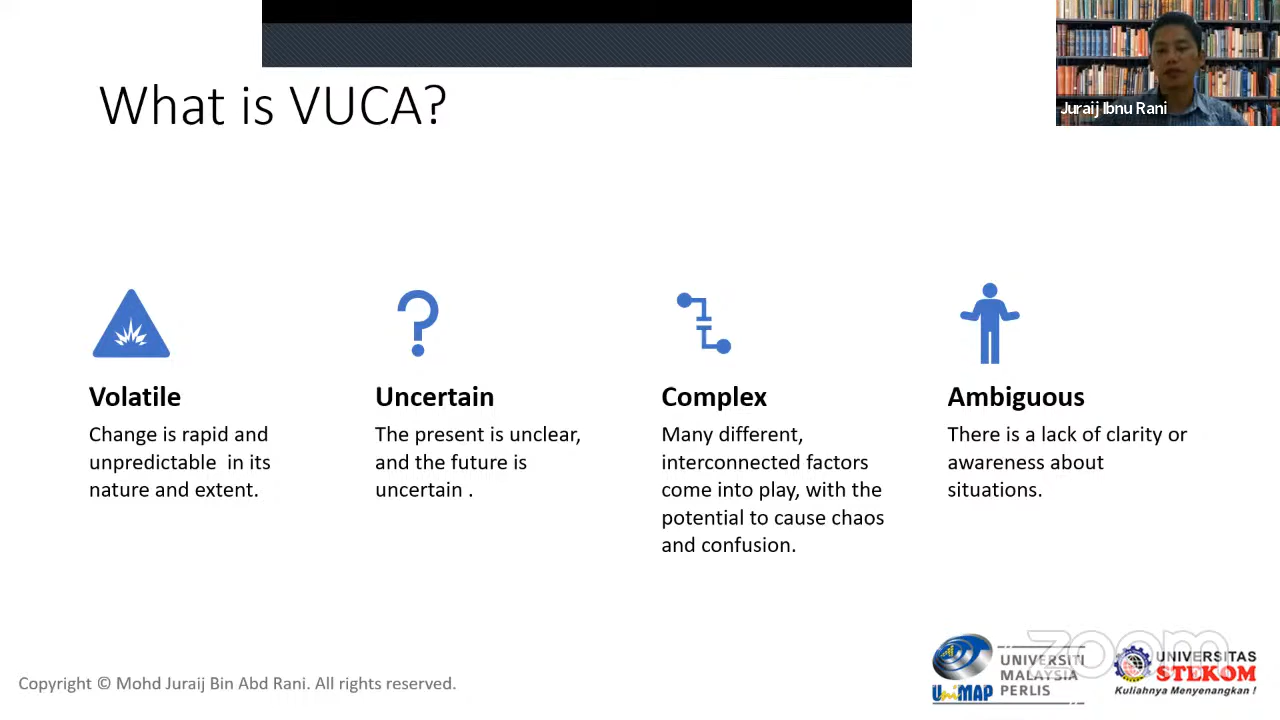 What is VUCA?
Juraij Ibnu Rani
Volatile
Change is rapid and
unpredictable  in its
nature and extent.
Uncertain
The present is unclear,
and the future is
uncertain .
Complex
Many different,
interconnected factors
come into play, with the
potential to cause chaos
and confusion.
Ambiguous
There is a lack of clarity or
awareness about
situations.
Copyright © Mohd Juraij Bin Abd Rani. All rights reserved.
UniMAP
UNIVERSITI
MALAYSIA
PERLIS
zoom
UNIVERSITAS
STEKOM
Kuliahnya Menyenangkan !